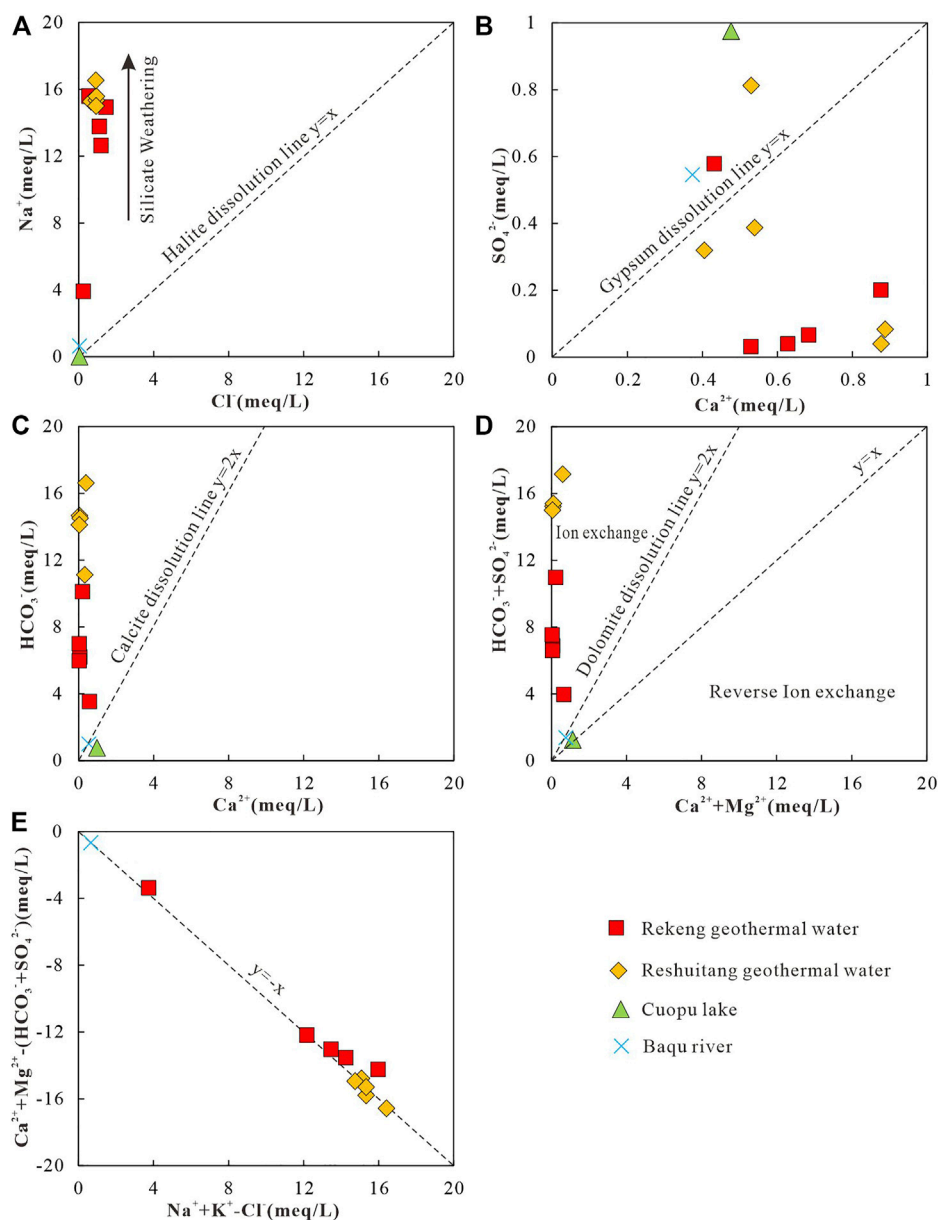 A
B
20
16
12
8
4
0
Na⁺(meq/L)
Silicate Weathering
Halite dissolution line y=x
0
4
8
12
16
20
Cl⁻(meq/L)
1
0.8
0.6
0.4
0.2
0
SO₄²⁻(meq/L)
Gypsum dissolution line y=x
0
0.2
0.4
0.6
0.8
1
Ca²⁺(meq/L)
C
D
20
16
12
8
4
0
HCO₃⁻(meq/L)
Calcite dissolution line y=2x
0
4
8
12
16
20
Ca²⁺(meq/L)
20
16
12
8
4
0
HCO₃⁻+SO₄²⁻(meq/L)
Ion exchange
Dolomite dissolution line y=2x
y=x
Reverse Ion exchange
0
4
8
12
16
20
Ca²⁺+Mg²⁺(meq/L)
E
-0
-4
-8
-12
-16
-20
Ca²⁺+Mg²⁺-(HCO₃⁻+SO₄²⁻)(meq/L)
y=-x
0
4
8
12
16
20
Na⁺+K⁺-Cl⁻(meq/L)
Rekeng geothermal water
Reshuitang geothermal water
Cuopu lake
Baqu river